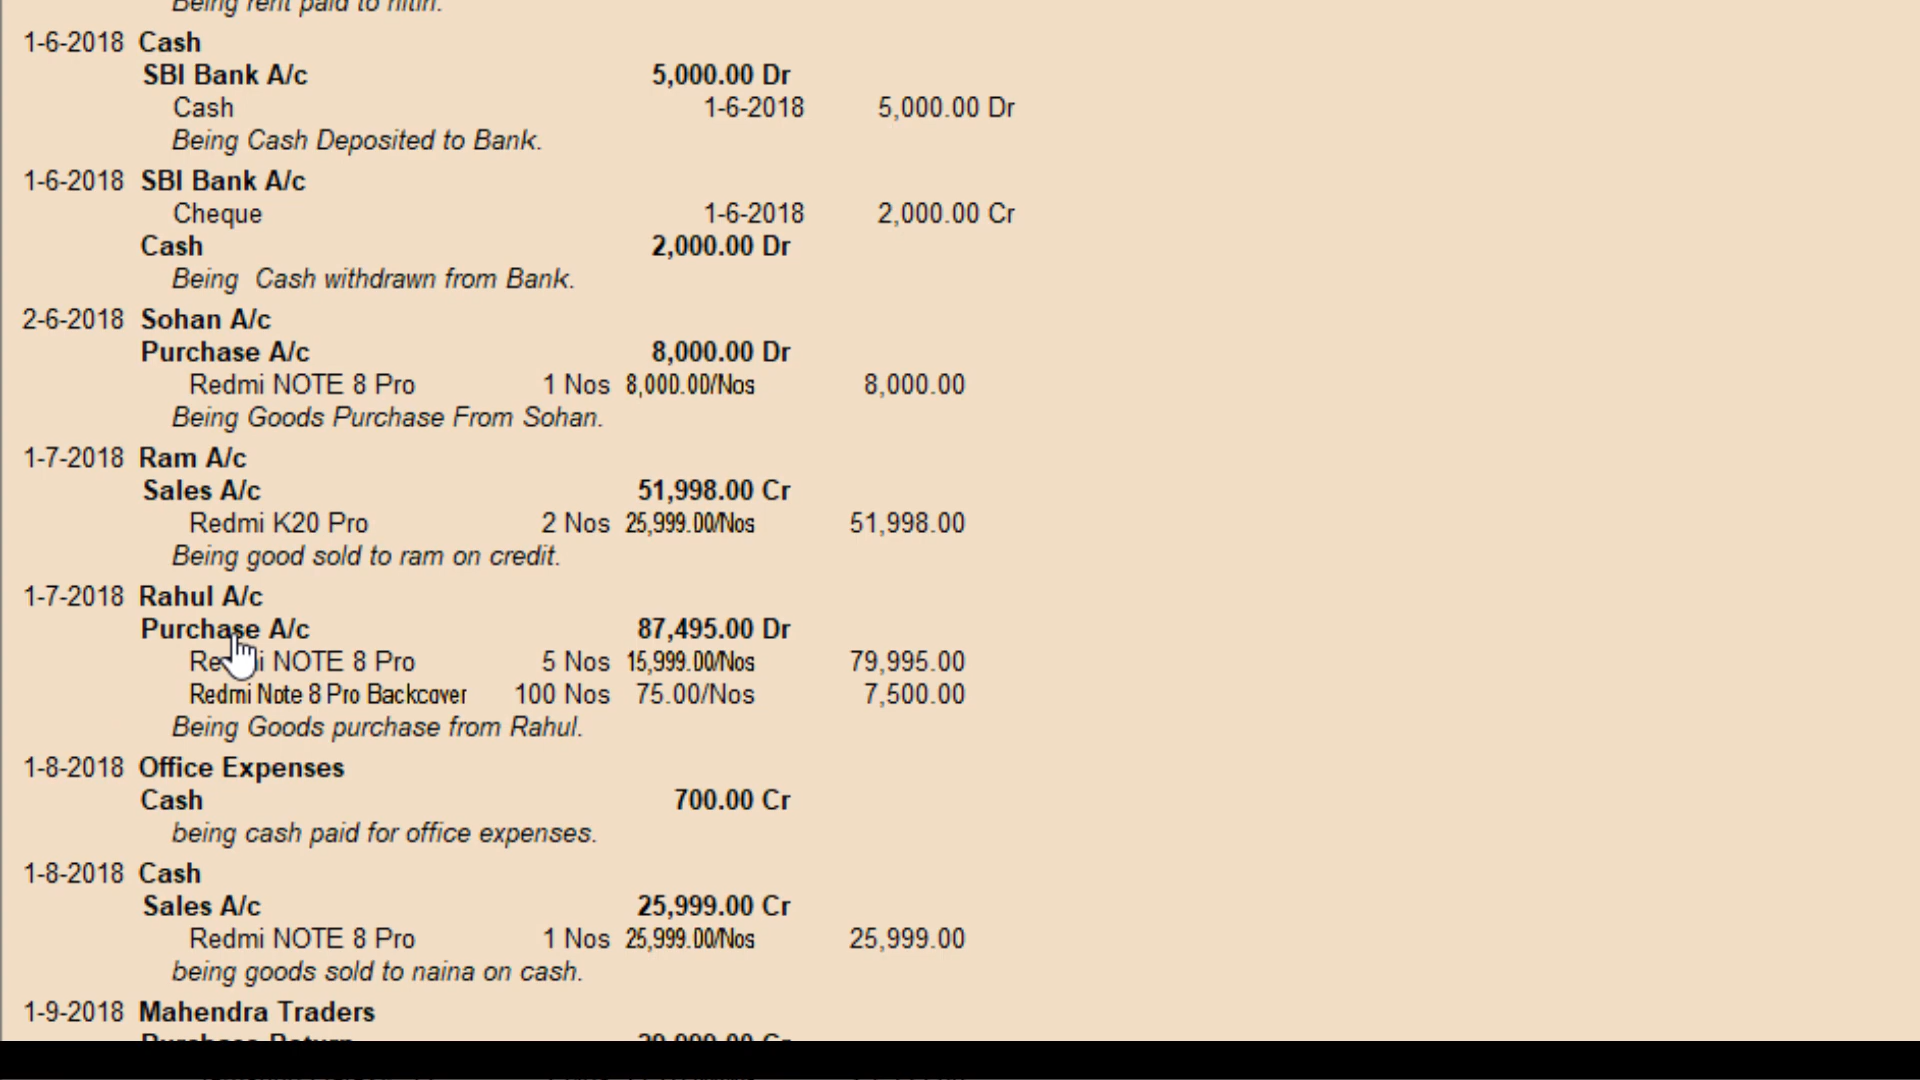 Being rent paid to nitin.
1-6-2018 Cash
SBI Bank A/c 5,000.00 Dr
Cash 1-6-2018 5,000.00 Dr
Being Cash Deposited to Bank.
1-6-2018 SBI Bank A/c
Cheque 1-6-2018 2,000.00 Cr
Cash 2,000.00 Dr
Being Cash withdrawn from Bank.
2-6-2018 Sohan A/c
Purchase A/c 8,000.00 Dr
Redmi NOTE 8 Pro 1 Nos 8,000.00/Nos 8,000.00
Being Goods Purchase From Sohan.
1-7-2018 Ram A/c
Sales A/c 51,998.00 Cr
Redmi K20 Pro 2 Nos 25,999.00/Nos 51,998.00
Being good sold to ram on credit.
1-7-2018 Rahul A/c
Purchase A/c 87,495.00 Dr
Redmi NOTE 8 Pro 5 Nos 15,999.00/Nos 79,995.00
Redmi Note 8 Pro Backcover 100 Nos 75.00/Nos 7,500.00
Being Goods purchase from Rahul.
1-8-2018 Office Expenses
Cash 700.00 Cr
being cash paid for office expenses.
1-8-2018 Cash
Sales A/c 25,999.00 Cr
Redmi NOTE 8 Pro 1 Nos 25,999.00/Nos 25,999.00
being goods sold to naina on cash.
1-9-2018 Mahendra Traders
Purchase Return Cr